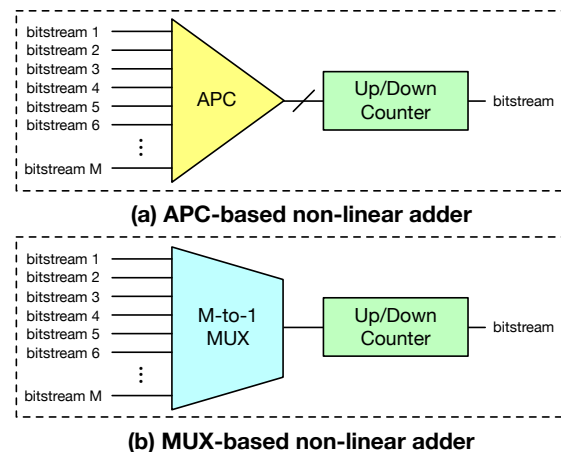 bitstream 1
bitstream 2
bitstream 3
bitstream 4
bitstream 5
bitstream 6
bitstream M
APC
Up/Down
Counter
bitstream
(a) APC-based non-linear adder
bitstream 1
bitstream 2
bitstream 3
bitstream 4
bitstream 5
bitstream 6
bitstream M
M-to-1
MUX
Up/Down
Counter
bitstream
(b) MUX-based non-linear adder